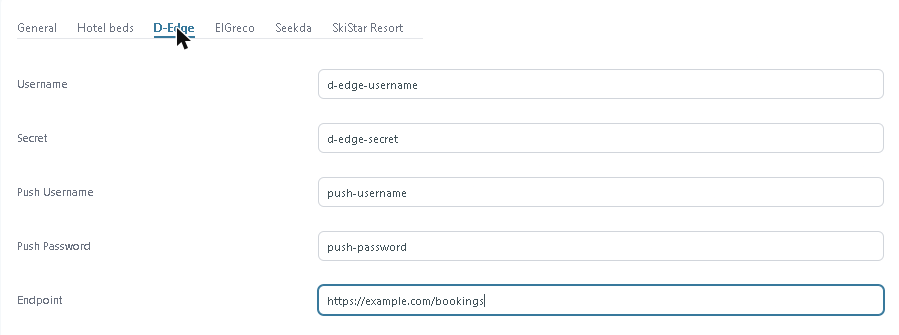 General Hotel beds D-Edge ElGreco Seekda SkiStar Resort
Username d-edge-username
Secret d-edge-secret
Push Username push-username
Push Password push-password
Endpoint https://example.com/bookings